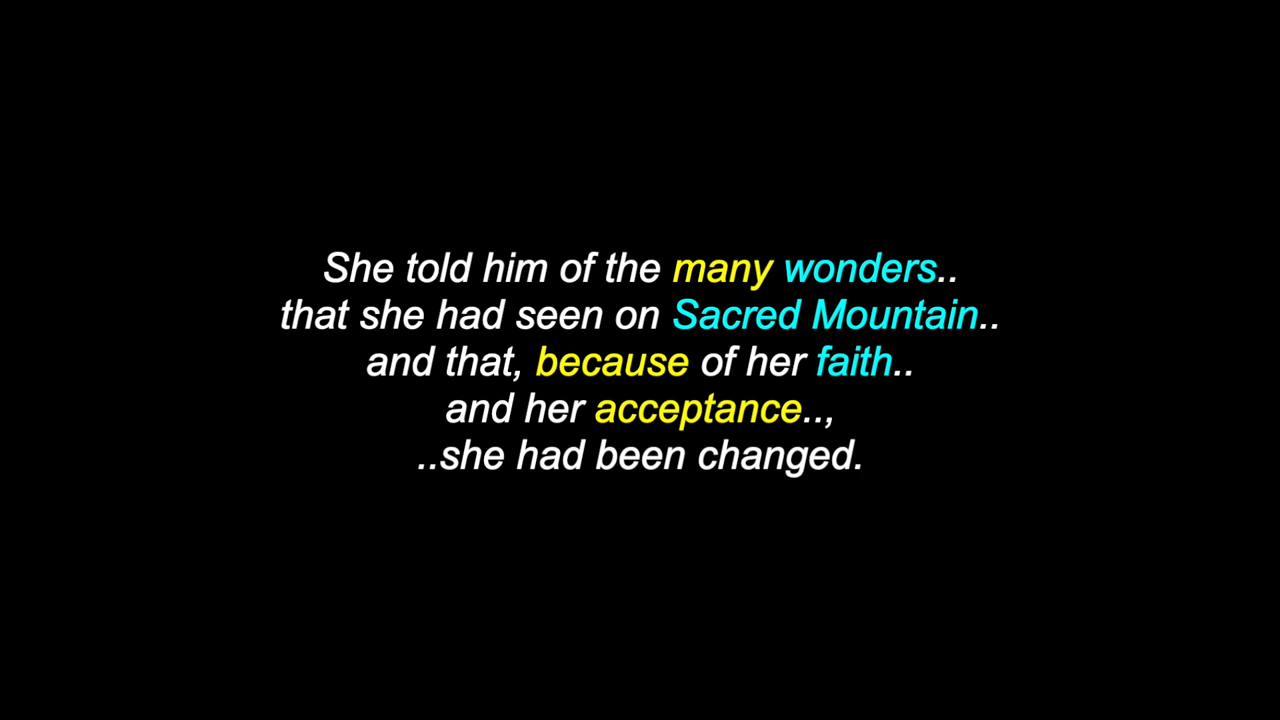 She told him of the many wonders..
that she had seen on Sacred Mountain..
and that, because of her faith..
and her acceptance..,
..she had been changed.